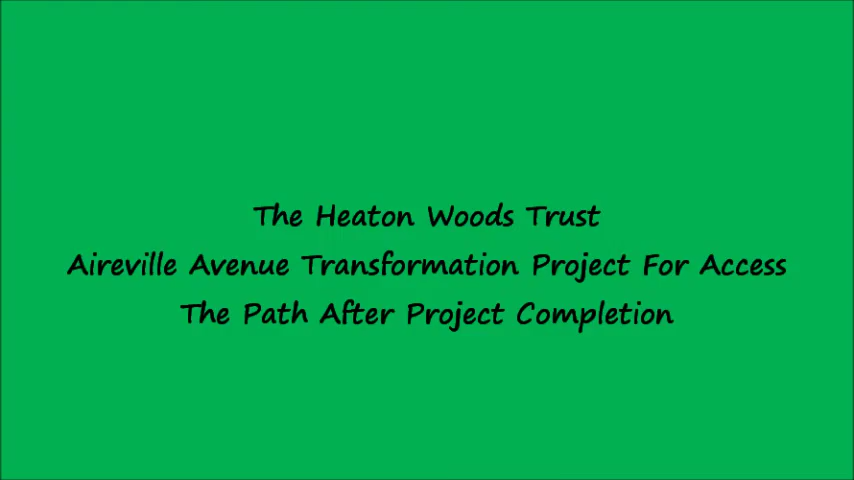 The Heaton Woods Trust
Aireville Avenue Transformation Project For Access
The Path After Project Completion